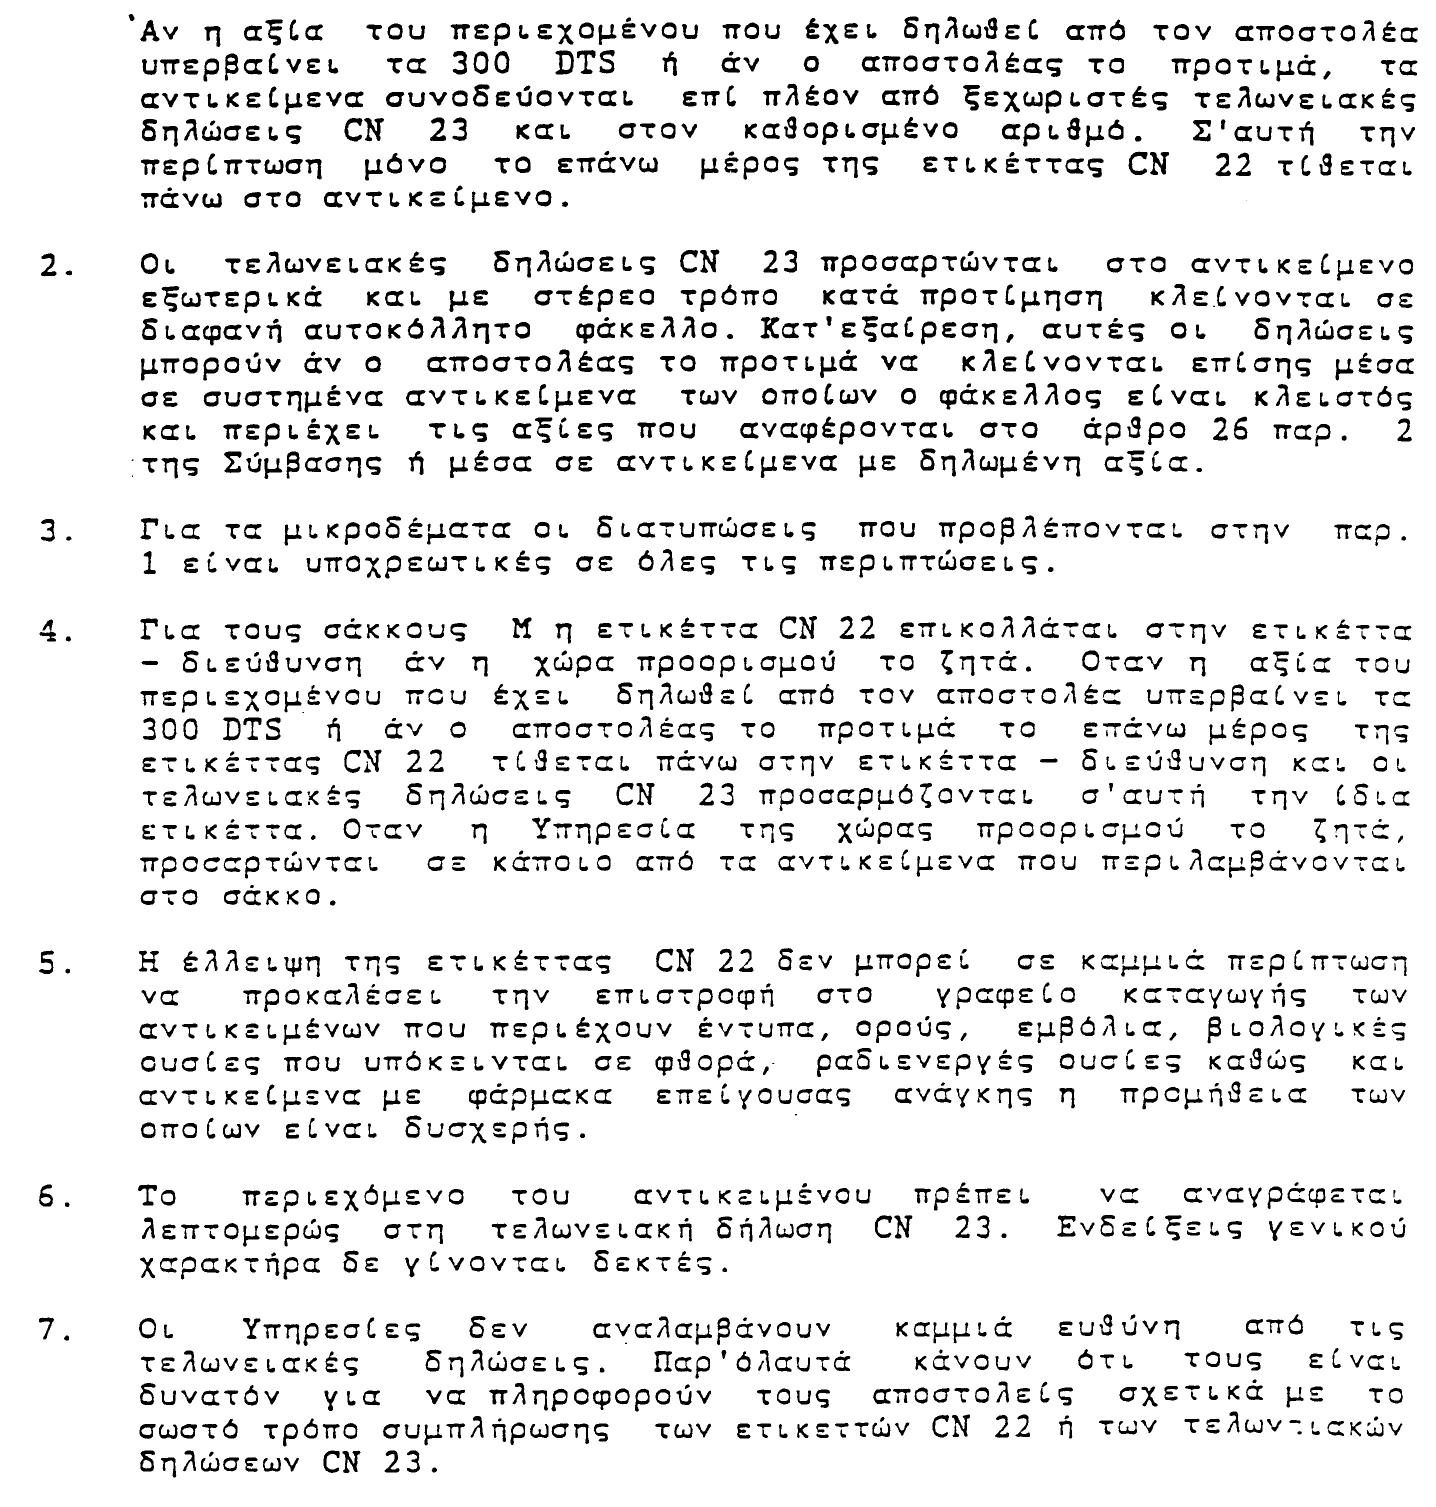 Άν η αξία του περιεχομένου που έχει δηλωθεί από τον αποστολέα
υπερβαίνει τα 300 DTS ή άν ο αποστολέας το προτιμά, τα
αντικείμενα συνοδεύονται επί πλέον από ξεχωριστές τελωνειακές
δηλώσεις CN 23 και στον καθορισμένο αριθμό. Σ'αυτή την
περίπτωση μόνο το επάνω μέρος της ετικέττας CN 22 τίθεται
πάνω στο αντικείμενο.
2. Οι τελωνειακές δηλώσεις CN 23 προσαρτώνται στο αντικείμενο
εξωτερικά και με στέρεο τρόπο κατά προτίμηση κλείνονται σε
διαφανή αυτοκόλλητο φάκελλο. Κατ'εξαίρεση, αυτές οι δηλώσεις
μπορούν άν ο αποστολέας το προτιμά να κλείνονται επίσης μέσα
σε συστημένα αντικείμενα των οποίων ο φάκελλος είναι κλειστός
και περιέχει τις αξίες που αναφέρονται στο άρθρο 26 παρ. 2
της Σύμβασης ή μέσα σε αντικείμενα με δηλωμένη αξία.
3. Για τα μικροδέματα οι διατυπώσεις που προβλέπονται στην παρ.
1 είναι υποχρεωτικές σε όλες τις περιπτώσεις.
4. Για τους σάκκους Μ η ετικέττα CN 22 επικολλάται στην ετικέττα
- διεύθυνση άν η χώρα προορισμού το ζητά. Οταν η αξία του
περιεχομένου που έχει δηλωθεί από τον αποστολέα υπερβαίνει τα
300 DTS ή άν ο αποστολέας το προτιμά το επάνω μέρος της
ετικέττας CN 22 τίθεται πάνω στην ετικέττα - διεύθυνση και οι
τελωνειακές δηλώσεις CN 23 προσαρμόζονται σ'αυτή την ίδια
ετικέττα. Οταν η Υπηρεσία της χώρας προορισμού το ζητά,
προσαρτώνται σε κάποιο από τα αντικείμενα που περιλαμβάνονται
στο σάκκο.
5. Η έλλειψη της ετικέττας CN 22 δεν μπορεί σε καμμιά περίπτωση
να προκαλέσει την επιστροφή στο γραφείο καταγωγής των
αντικειμένων που περιέχουν έντυπα, ορούς, εμβόλια, βιολογικές
ουσίες που υπόκεινται σε φθορά, ραδιενεργές ουσίες καθώς και
αντικείμενα με φάρμακα επείγουσας ανάγκης η προμήθεια των
οποίων είναι δυσχερής.
6. Το περιεχόμενο του αντικειμένου πρέπει να αναγράφεται
λεπτομερώς στη τελωνειακή δήλωση CN 23. Ενδείξεις γενικού
χαρακτήρα δε γίνονται δεκτές.
7. Οι Υπηρεσίες δεν αναλαμβάνουν καμμιά ευθύνη από τις
τελωνειακές δηλώσεις. Παρ'όλαυτά κάνουν ότι τους είναι
δυνατόν για να πληροφορούν τους αποστολείς σχετικά με το
σωστό τρόπο συμπλήρωσης των ετικεττών CN 22 ή των τελωνειακών
δηλώσεων CN 23.